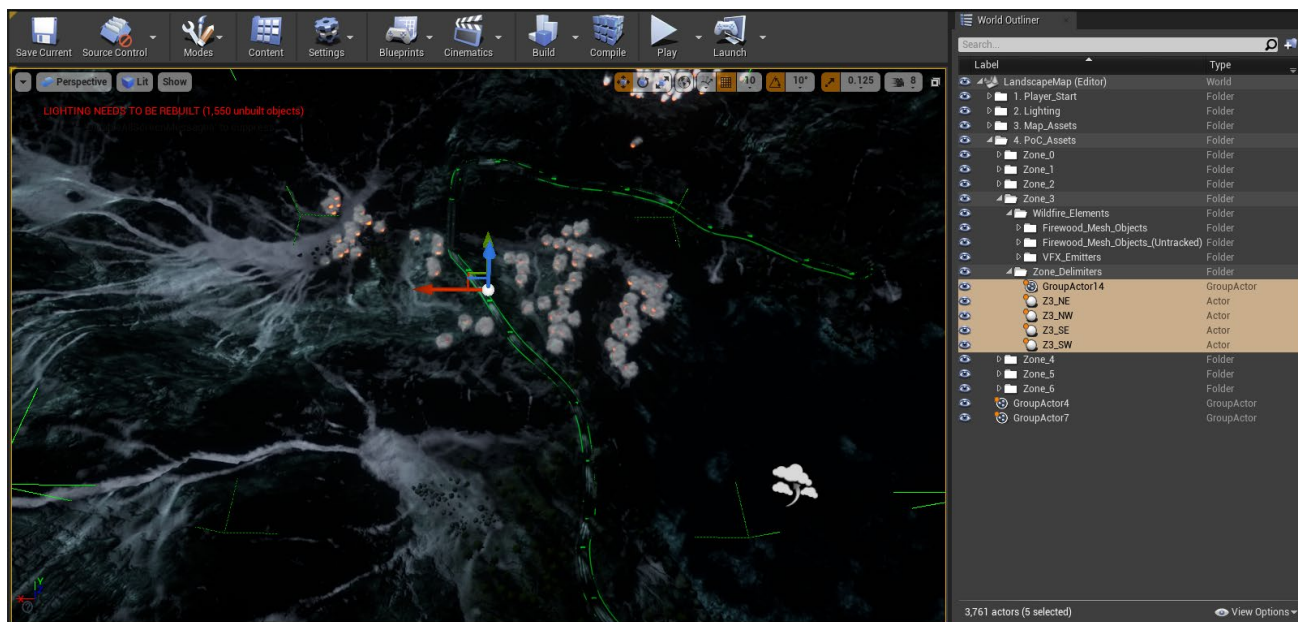 Save Current Source Control Modes Content Settings Blueprints Cinematics Build Compile Play Launch
Perspective Lit Show 10 10° 0.125 8
LIGHTING NEEDS TO BE REBUILT (1,550 unbuilt objects)
Y
World Outliner
Search...
Label Type
LandscapeMap (Editor) World
1. Player_Start Folder
2. Lighting Folder
3. Map_Assets Folder
4. PoC_Assets Folder
Zone_0 Folder
Zone_1 Folder
Zone_2 Folder
Zone_3 Folder
Wildfire_Elements Folder
Firewood_Mesh_Objects Folder
Firewood_Mesh_Objects_(Untracked) Folder
VFX_Emitters Folder
Zone_Delimiters Folder
GroupActor14 GroupActor
Z3_NE Actor
Z3_NW Actor
Z3_SE Actor
Z3_SW Actor
Zone_4 Folder
Zone_5 Folder
Zone_6 Folder
GroupActor4 GroupActor
GroupActor7 GroupActor
3,761 actors (5 selected) View Options